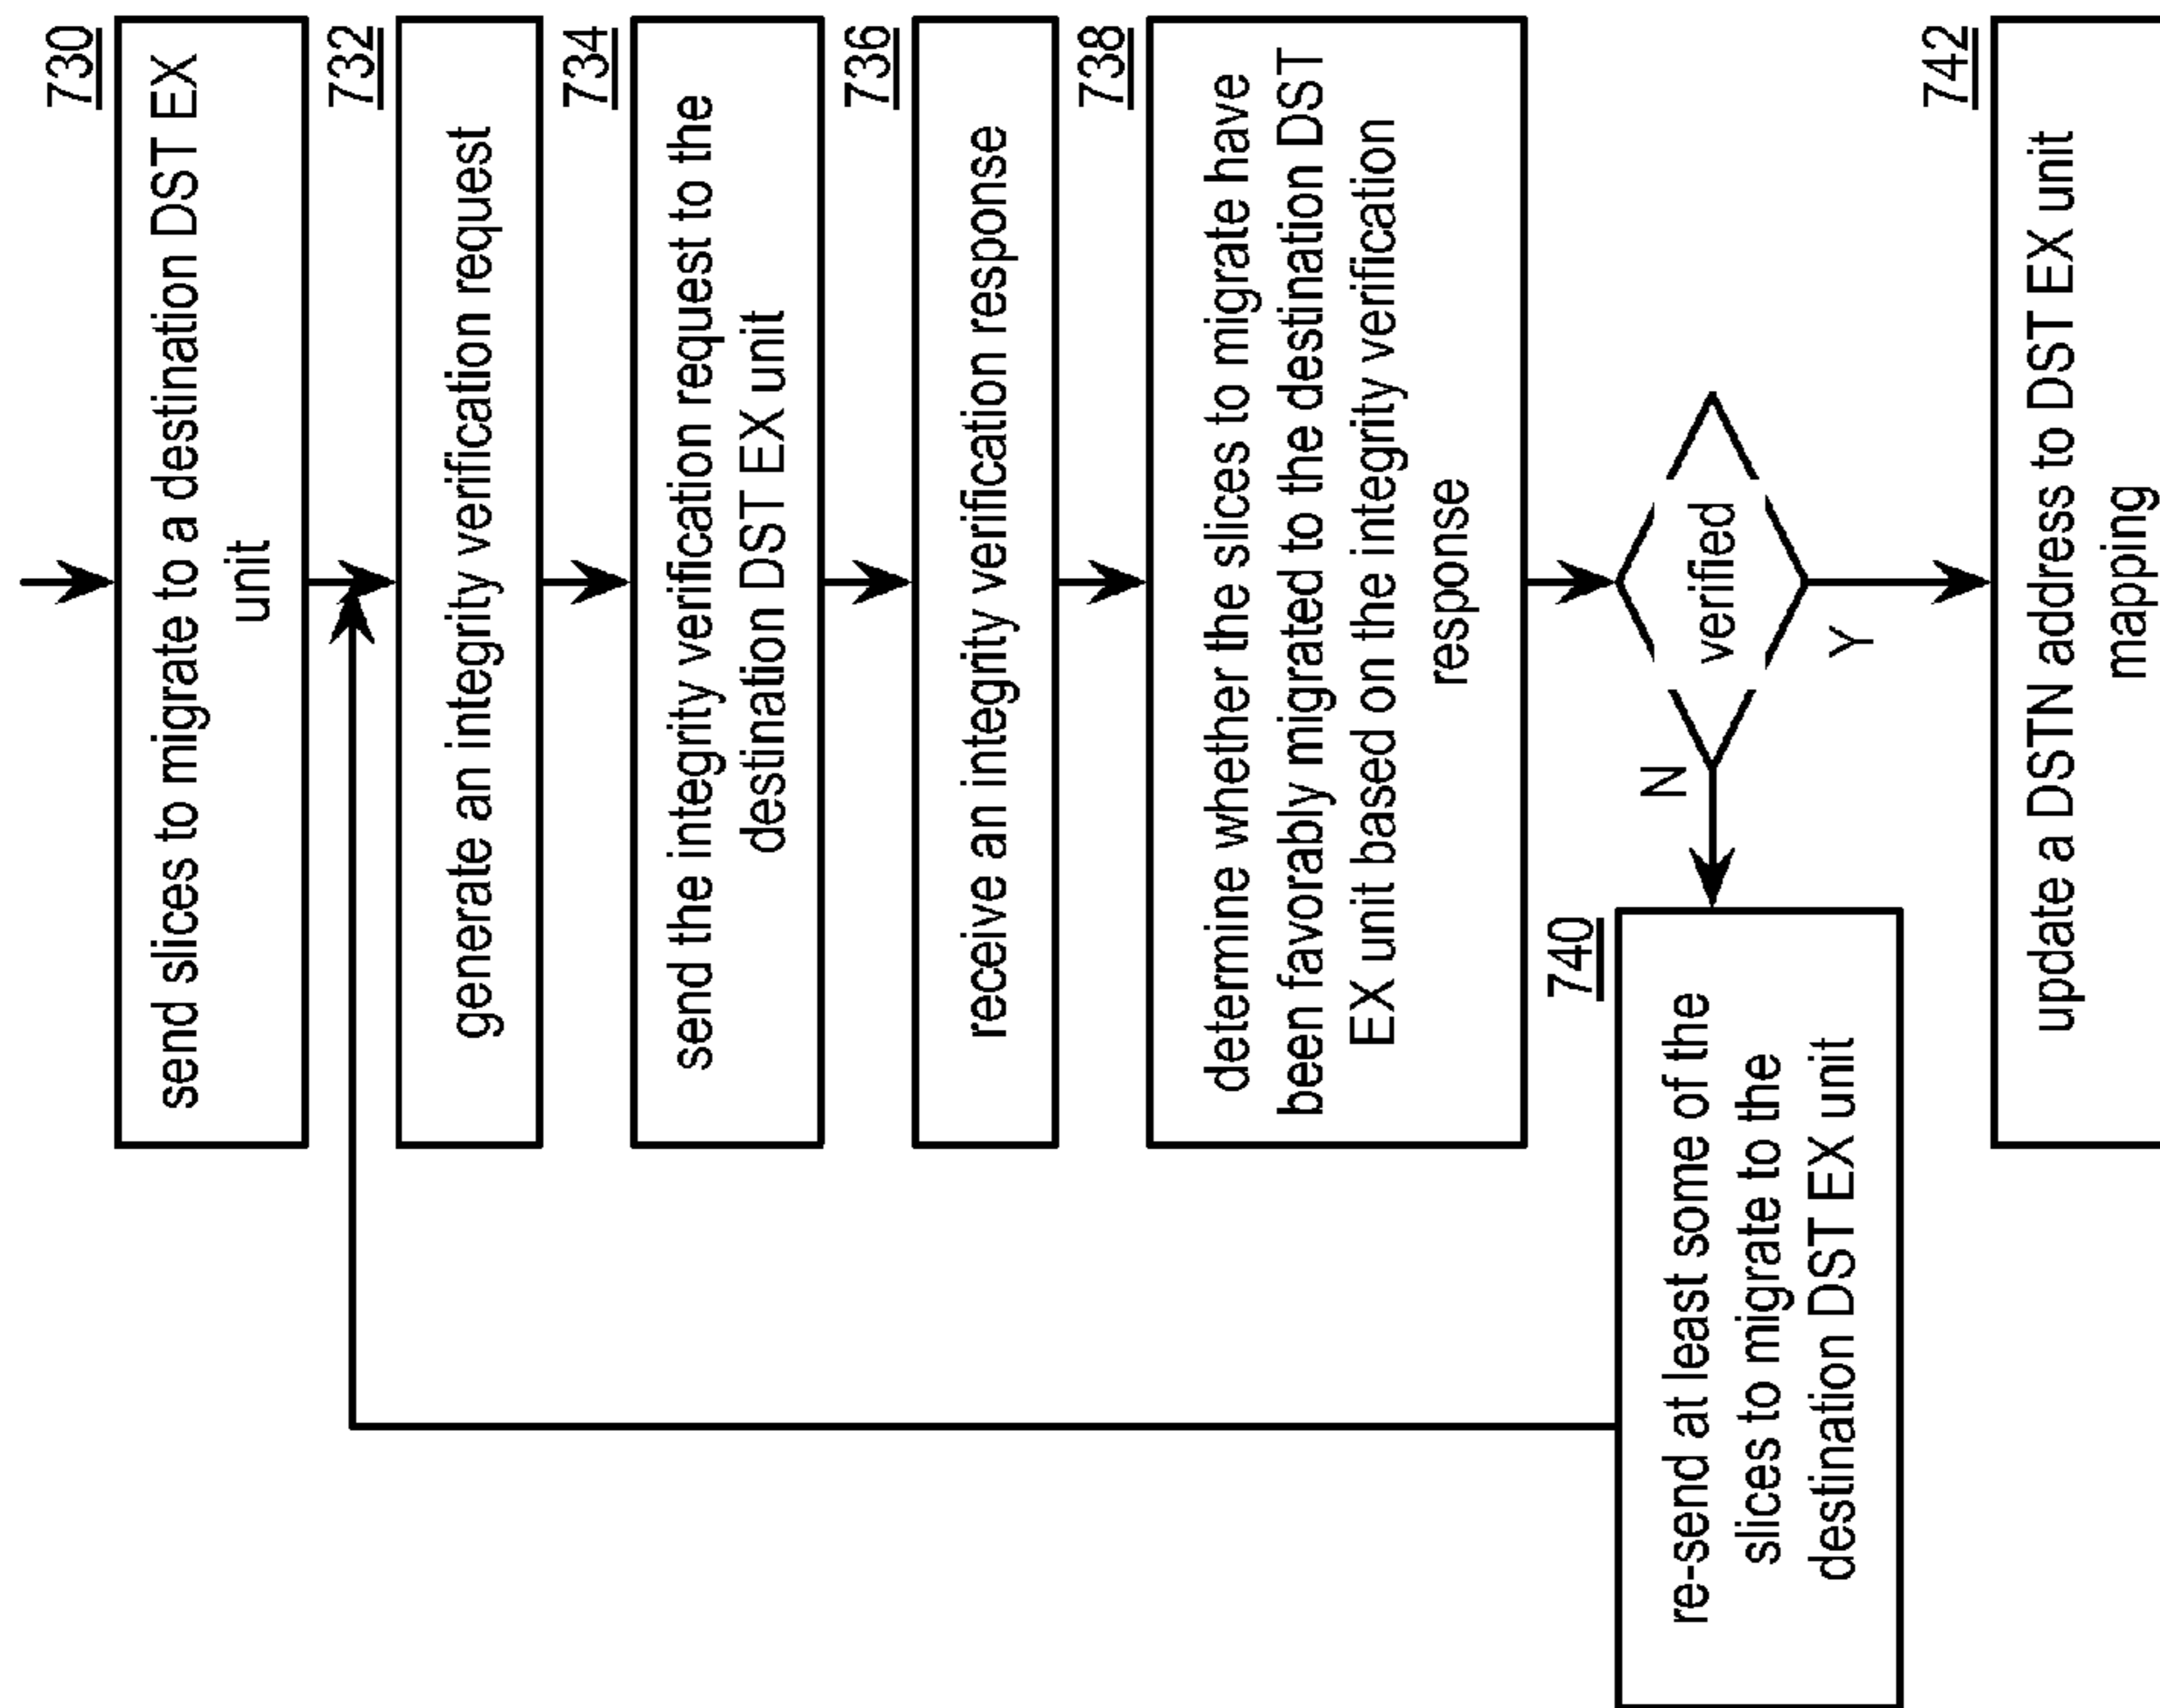 730
send slices to migrate to a destination DST EX
unit
732
generate an integrity verification request
734
send the integrity verification request to the
destination DST EX unit
736
receive an integrity verification response
738
determine whether the slices to migrate have
been favorably migrated to the destination DST
EX unit based on the integrity verification
response
verified
N
Y
740
re-send at least some of the
slices to migrate to the
destination DST EX unit
742
update a DSTN address to DST EX unit
mapping